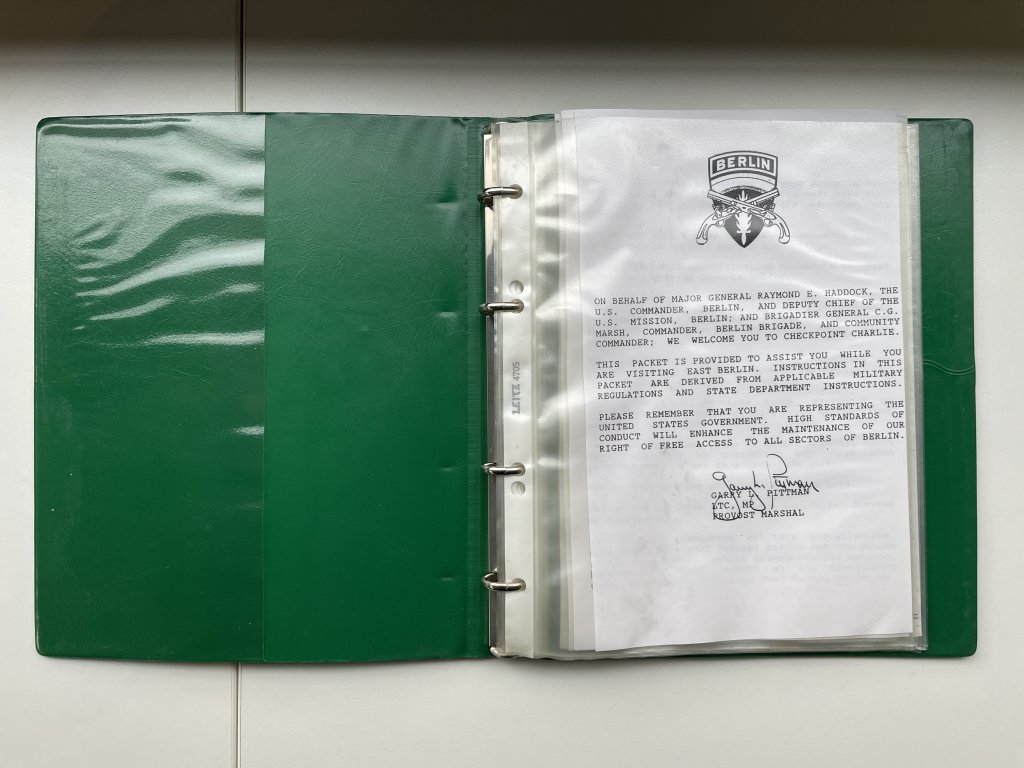 LEITZ 4705
BERLIN
ON BEHALF OF MAJOR GENERAL RAYMOND E. HADDOCK, THE
U.S. COMMANDER, BERLIN, AND DEPUTY CHIEF OF THE
U.S. MISSION, BERLIN; AND BRIGADIER GENERAL C.G.
MARSH, COMMANDER, BERLIN BRIGADE, AND COMMUNITY
COMMANDER; WE WELCOME YOU TO CHECKPOINT CHARLIE.
THIS PACKET IS PROVIDED TO ASSIST YOU WHILE YOU
ARE VISITING EAST BERLIN. INSTRUCTIONS IN THIS
PACKET ARE DERIVED FROM APPLICABLE MILITARY
REGULATIONS AND STATE DEPARTMENT INSTRUCTIONS.
PLEASE REMEMBER THAT YOU ARE REPRESENTING THE
UNITED STATES GOVERNMENT. HIGH STANDARDS OF
CONDUCT WILL ENHANCE THE MAINTENANCE OF OUR
RIGHT OF FREE ACCESS TO ALL SECTORS OF BERLIN.
Garry L. Pittman
GARRY L. PITTMAN
LTC, MP
PROVOST MARSHAL